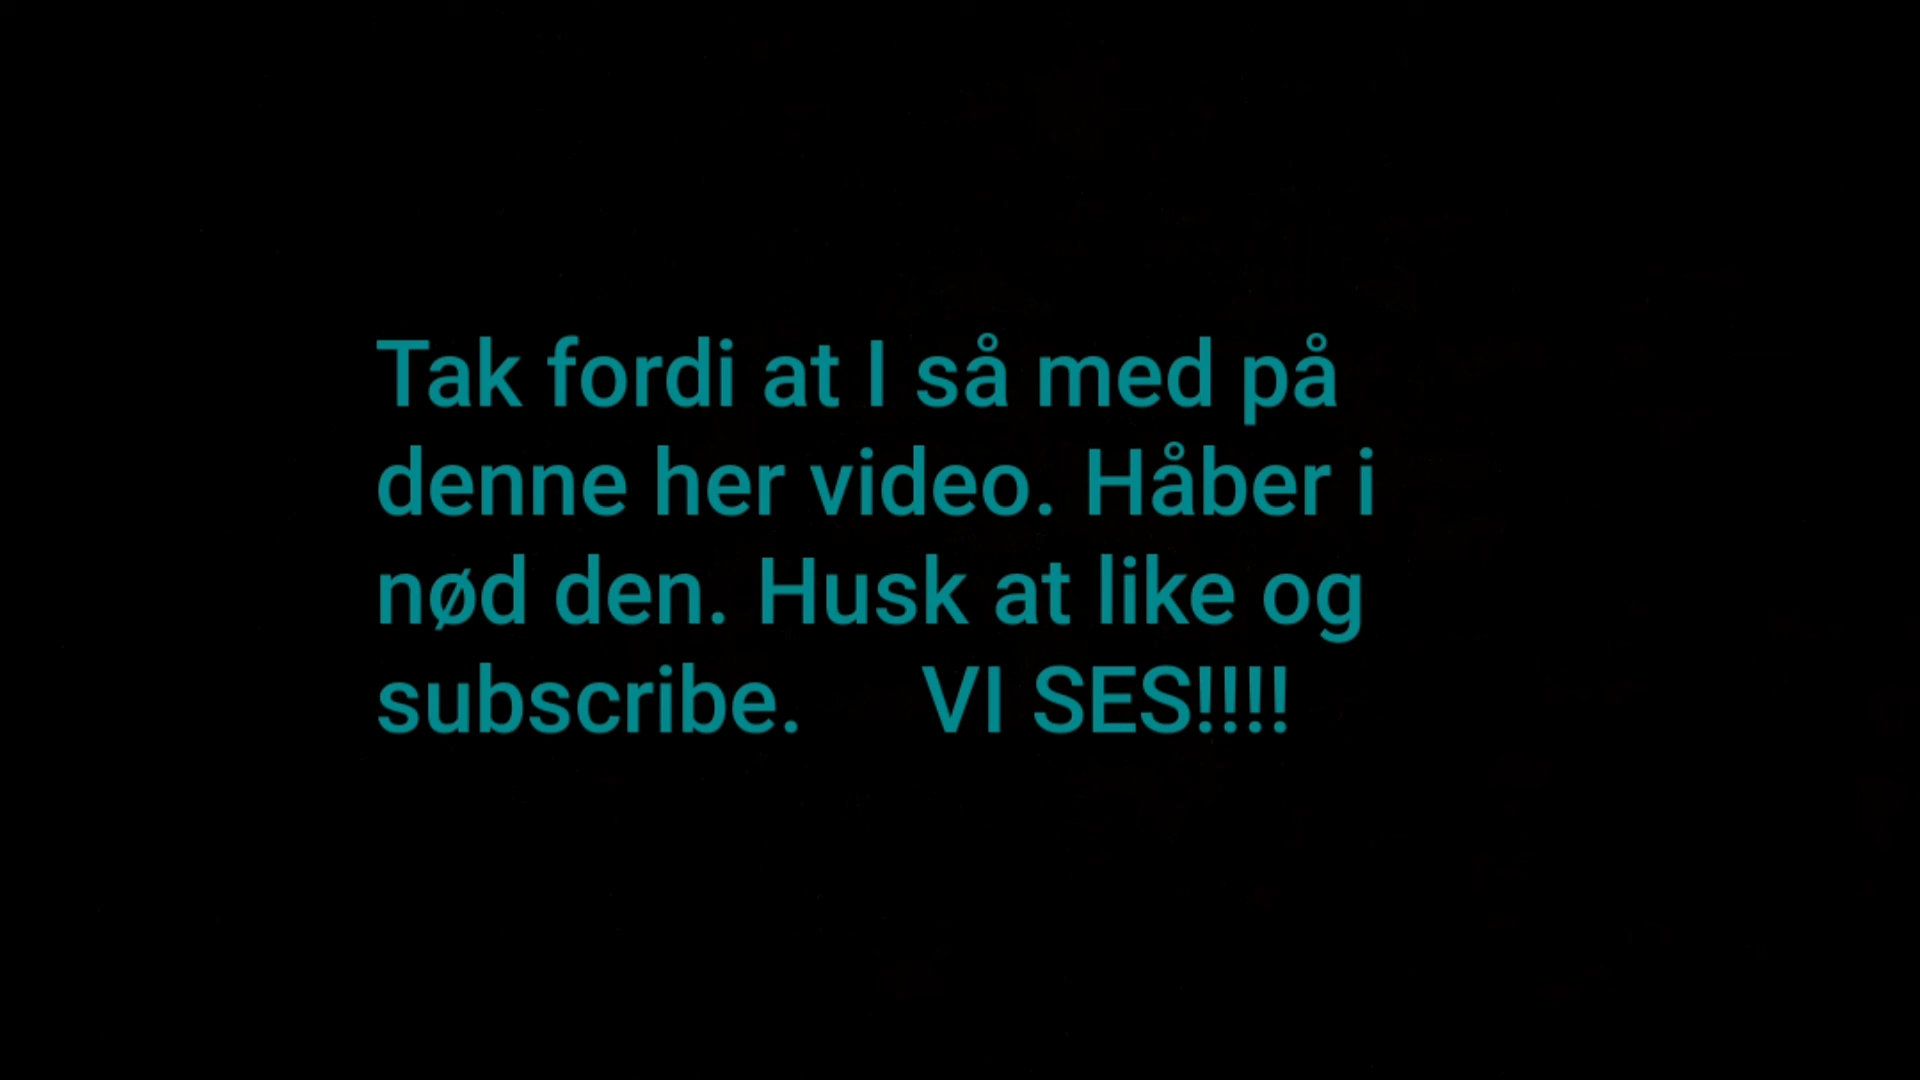 Tak fordi at I så med på
denne her video. Håber i
nød den. Husk at like og
subscribe. VI SES!!!!